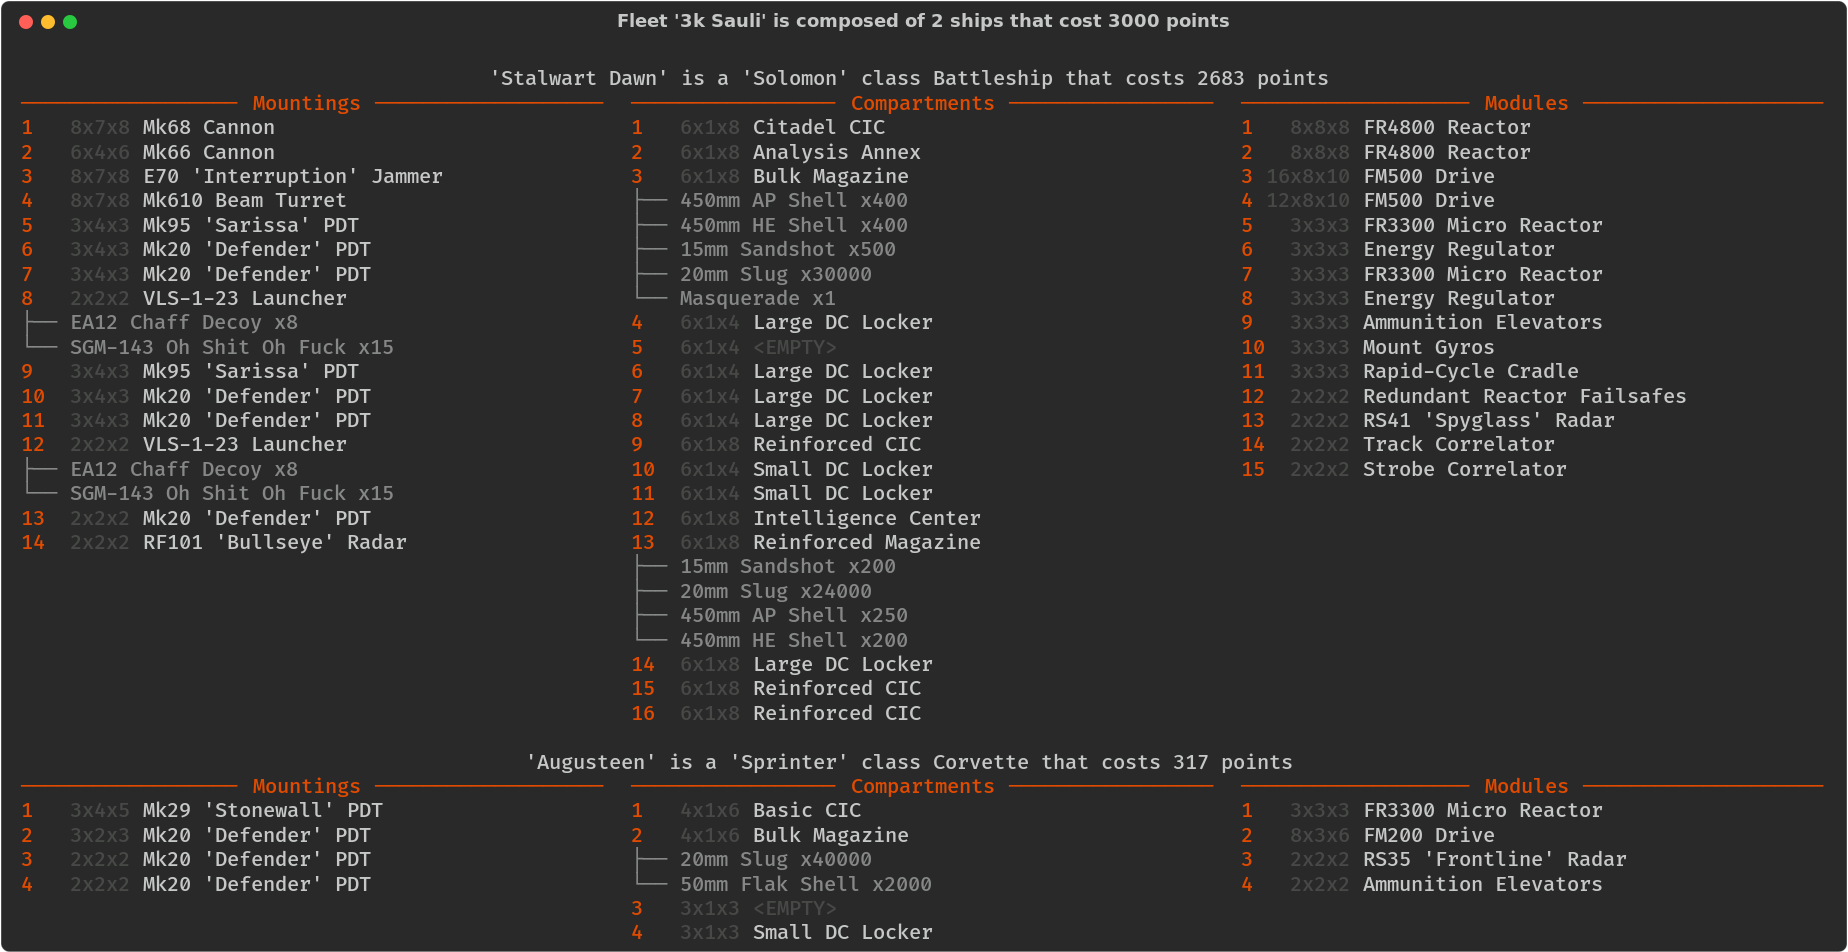 Fleet '3k Sauli' is composed of 2 ships that cost 3000 points
'Stalwart Dawn' is a 'Solomon' class Battleship that costs 2683 points
Mountings
1 8x7x8 Mk68 Cannon
2 6x4x6 Mk66 Cannon
3 8x7x8 E70 'Interruption' Jammer
4 8x7x8 Mk610 Beam Turret
5 3x4x3 Mk95 'Sarissa' PDT
6 3x4x3 Mk20 'Defender' PDT
7 3x4x3 Mk20 'Defender' PDT
8 2x2x2 VLS-1-23 Launcher
EA12 Chaff Decoy x8
SGM-143 Oh Shit Oh Fuck x15
9 3x4x3 Mk95 'Sarissa' PDT
10 3x4x3 Mk20 'Defender' PDT
11 3x4x3 Mk20 'Defender' PDT
12 2x2x2 VLS-1-23 Launcher
EA12 Chaff Decoy x8
SGM-143 Oh Shit Oh Fuck x15
13 2x2x2 Mk20 'Defender' PDT
14 2x2x2 RF101 'Bullseye' Radar
Compartments
1 6x1x8 Citadel CIC
2 6x1x8 Analysis Annex
3 6x1x8 Bulk Magazine
450mm AP Shell x400
450mm HE Shell x400
15mm Sandshot x500
20mm Slug x30000
Masquerade x1
4 6x1x4 Large DC Locker
5 6x1x4 <EMPTY>
6 6x1x4 Large DC Locker
7 6x1x4 Large DC Locker
8 6x1x4 Large DC Locker
9 6x1x8 Reinforced CIC
10 6x1x4 Small DC Locker
11 6x1x4 Small DC Locker
12 6x1x8 Intelligence Center
13 6x1x8 Reinforced Magazine
15mm Sandshot x200
20mm Slug x24000
450mm AP Shell x250
450mm HE Shell x200
14 6x1x8 Large DC Locker
15 6x1x8 Reinforced CIC
16 6x1x8 Reinforced CIC
Modules
1 8x8x8 FR4800 Reactor
2 8x8x8 FR4800 Reactor
3 16x8x10 FM500 Drive
4 12x8x10 FM500 Drive
5 3x3x3 FR3300 Micro Reactor
6 3x3x3 Energy Regulator
7 3x3x3 FR3300 Micro Reactor
8 3x3x3 Energy Regulator
9 3x3x3 Ammunition Elevators
10 3x3x3 Mount Gyros
11 3x3x3 Rapid-Cycle Cradle
12 2x2x2 Redundant Reactor Failsafes
13 2x2x2 RS41 'Spyglass' Radar
14 2x2x2 Track Correlator
15 2x2x2 Strobe Correlator
'Augusteen' is a 'Sprinter' class Corvette that costs 317 points
Mountings
1 3x4x5 Mk29 'Stonewall' PDT
2 3x2x3 Mk20 'Defender' PDT
3 2x2x2 Mk20 'Defender' PDT
4 2x2x2 Mk20 'Defender' PDT
Compartments
1 4x1x6 Basic CIC
2 4x1x6 Bulk Magazine
20mm Slug x40000
50mm Flak Shell x2000
3 3x1x3 <EMPTY>
4 3x1x3 Small DC Locker
Modules
1 3x3x3 FR3300 Micro Reactor
2 8x3x6 FM200 Drive
3 2x2x2 RS35 'Frontline' Radar
4 2x2x2 Ammunition Elevators